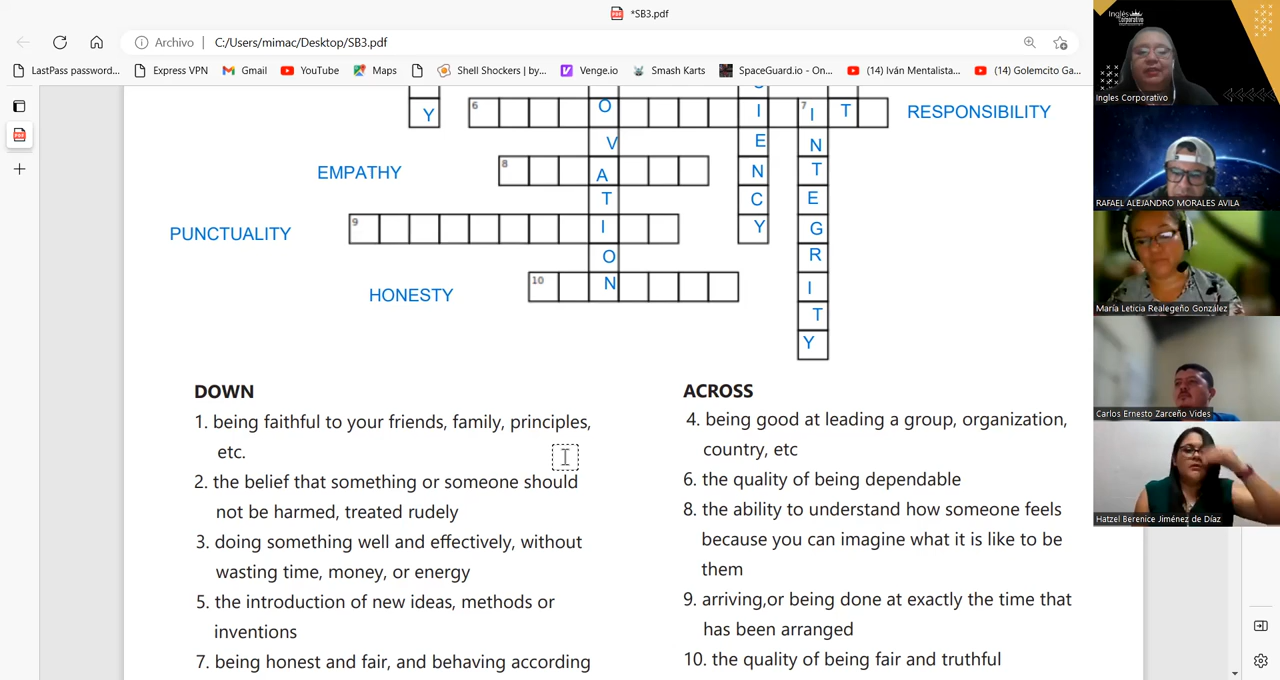 *SB3.pdf
Archivo C:/Users/mimac/Desktop/SB3.pdf
LastPass password... Express VPN Gmail YouTube Maps Shell Shockers | by... Venge.io Smash Karts SpaceGuard.io - On... (14) Iván Mentalista... (14) Golemcito Ga...
Y 6 O I 7 I T RESPONSIBILITY
V E N
EMPATHY 8 A N T
T C E
PUNCTUALITY 9 I Y G
O R
HONESTY 10 N I
T
Y
DOWN
1. being faithful to your friends, family, principles,
etc.
2. the belief that something or someone should
not be harmed, treated rudely
3. doing something well and effectively, without
wasting time, money, or energy
5. the introduction of new ideas, methods or
inventions
7. being honest and fair, and behaving according
ACROSS
4. being good at leading a group, organization,
country, etc
6. the quality of being dependable
8. the ability to understand how someone feels
because you can imagine what it is like to be
them
9. arriving,or being done at exactly the time that
has been arranged
10. the quality of being fair and truthful
Inglés
Corporativo
Ingles Corporativo
RAFAEL ALEJANDRO MORALES AVILA
María Leticia Realegeño González
Carlos Ernesto Zarceño Vides
Hatzel Berenice Jiménez de Díaz